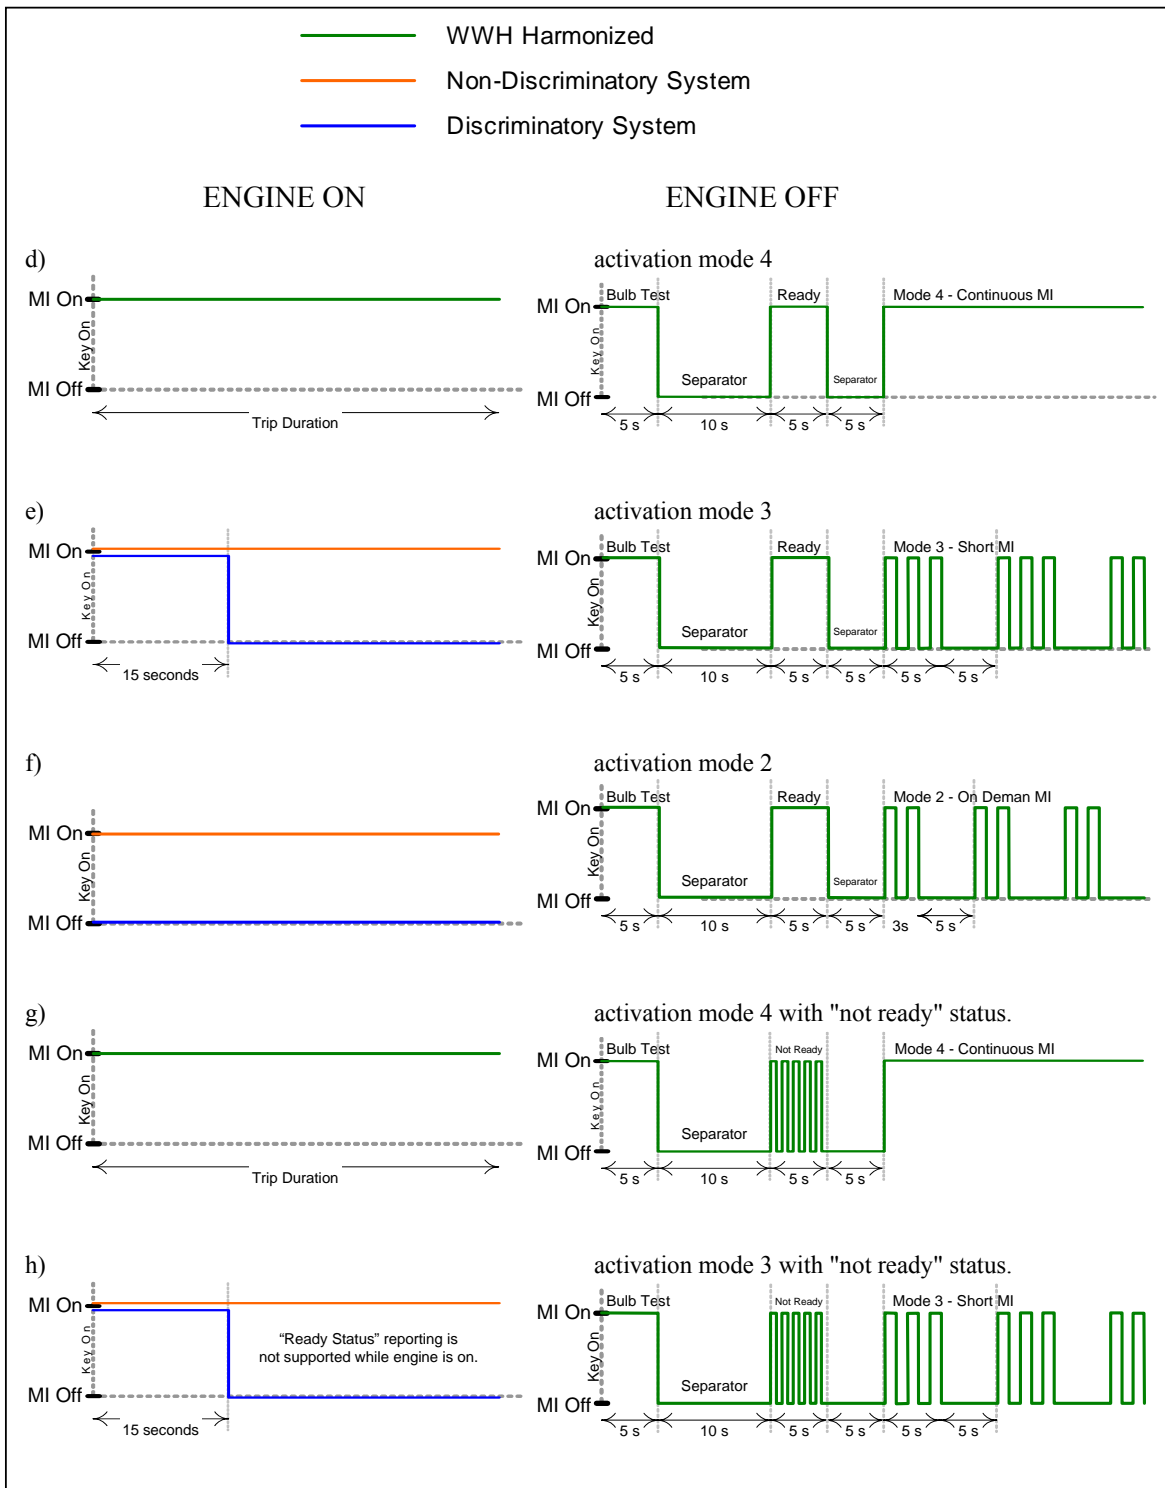 WWH Harmonized
Non-Discriminatory System
Discriminatory System
ENGINE ON
ENGINE OFF
d)
MI On
Key On
MI Off
Trip Duration
activation mode 4
Bulb Test
Ready
Mode 4 - Continuous MI
MI On
Key On
Separator
Separator
MI Off
5 s
10 s
5 s
5 s
e)
MI On
Key On
MI Off
15 seconds
activation mode 3
Bulb Test
Ready
Mode 3 - Short MI
MI On
Key On
Separator
Separator
MI Off
5 s
10 s
5 s
5 s
5 s
5 s
f)
MI On
Key On
MI Off
activation mode 2
Bulb Test
Ready
Mode 2 - On Deman MI
MI On
Key On
Separator
Separator
MI Off
5 s
10 s
5 s
5 s
3s
5 s
g)
MI On
Key On
MI Off
Trip Duration
activation mode 4 with "not ready" status.
Bulb Test
Not Ready
Mode 4 - Continuous MI
MI On
Key On
Separator
MI Off
5 s
10 s
5 s
5 s
h)
MI On
Key On
MI Off
“Ready Status” reporting is
not supported while engine is on.
15 seconds
activation mode 3 with "not ready" status.
Bulb Test
Not Ready
Mode 3 - Short MI
MI On
Key On
Separator
MI Off
5 s
10 s
5 s
5 s
5 s
5 s